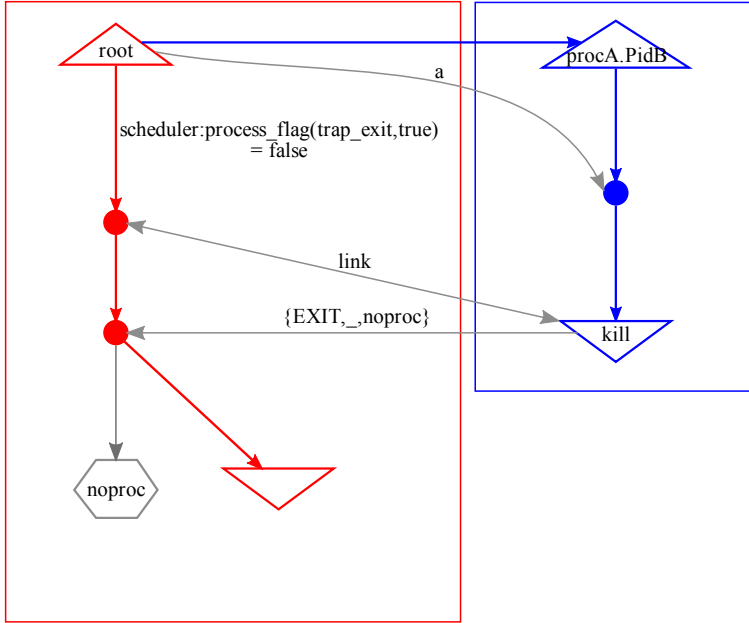 root
procA.PidB
a
scheduler:process_flag(trap_exit,true)
= false
link
{EXIT,_,noproc}
kill
noproc